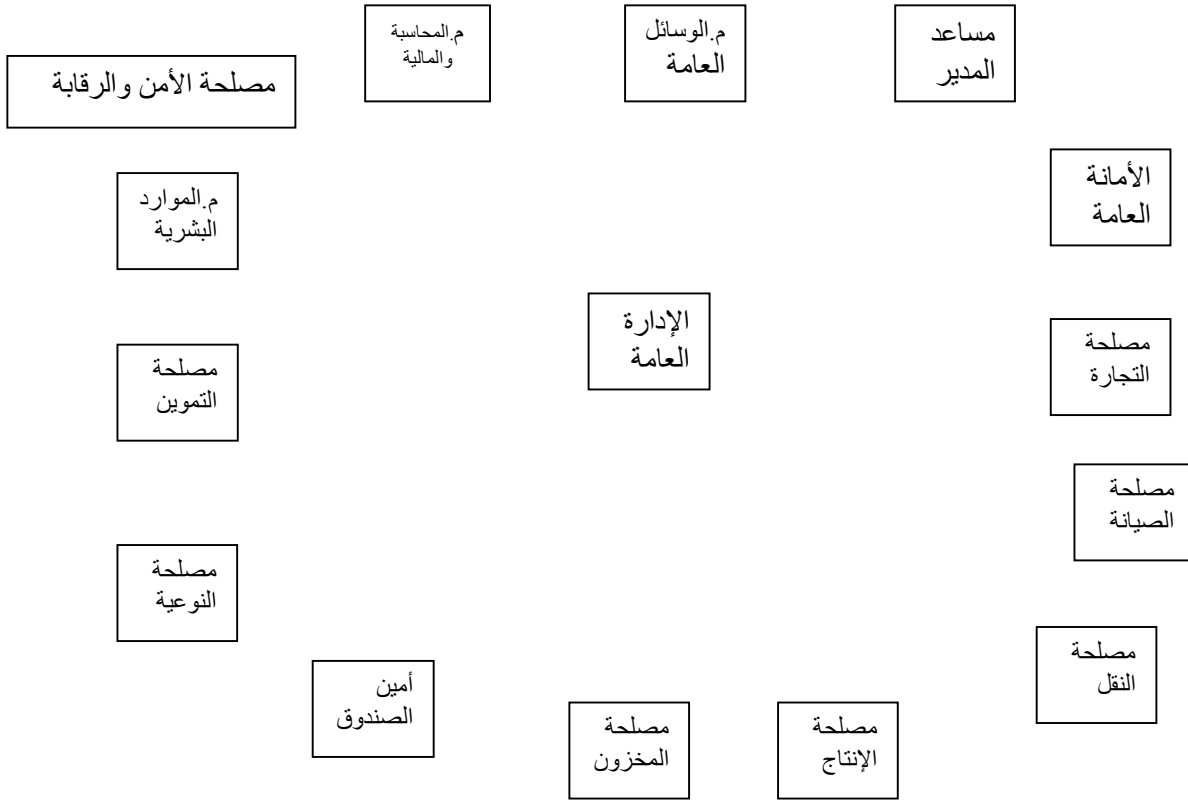 مساعد
المدير
م.الوسائل
العامة
م.المحاسبة
والمالية
مصلحة الأمن والرقابة
الأمانة
العامة
م.الموارد
البشرية
الإدارة
العامة
مصلحة
التجارة
مصلحة
التموين
مصلحة
الصيانة
مصلحة
النوعية
مصلحة
النقل
أمين
الصندوق
مصلحة
الإنتاج
مصلحة
المخزون